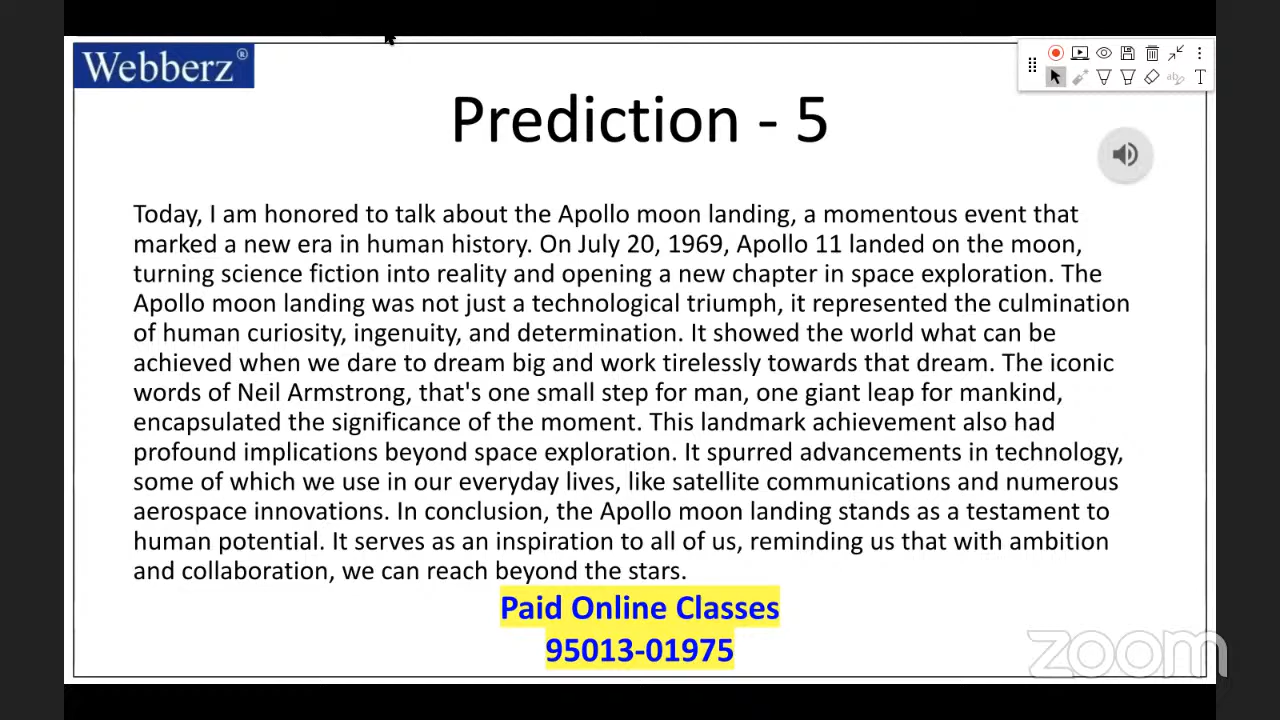 Webberz®
Prediction - 5
Today, I am honored to talk about the Apollo moon landing, a momentous event that
marked a new era in human history. On July 20, 1969, Apollo 11 landed on the moon,
turning science fiction into reality and opening a new chapter in space exploration. The
Apollo moon landing was not just a technological triumph, it represented the culmination
of human curiosity, ingenuity, and determination. It showed the world what can be
achieved when we dare to dream big and work tirelessly towards that dream. The iconic
words of Neil Armstrong, that's one small step for man, one giant leap for mankind,
encapsulated the significance of the moment. This landmark achievement also had
profound implications beyond space exploration. It spurred advancements in technology,
some of which we use in our everyday lives, like satellite communications and numerous
aerospace innovations. In conclusion, the Apollo moon landing stands as a testament to
human potential. It serves as an inspiration to all of us, reminding us that with ambition
and collaboration, we can reach beyond the stars.
Paid Online Classes
95013-01975
zoom